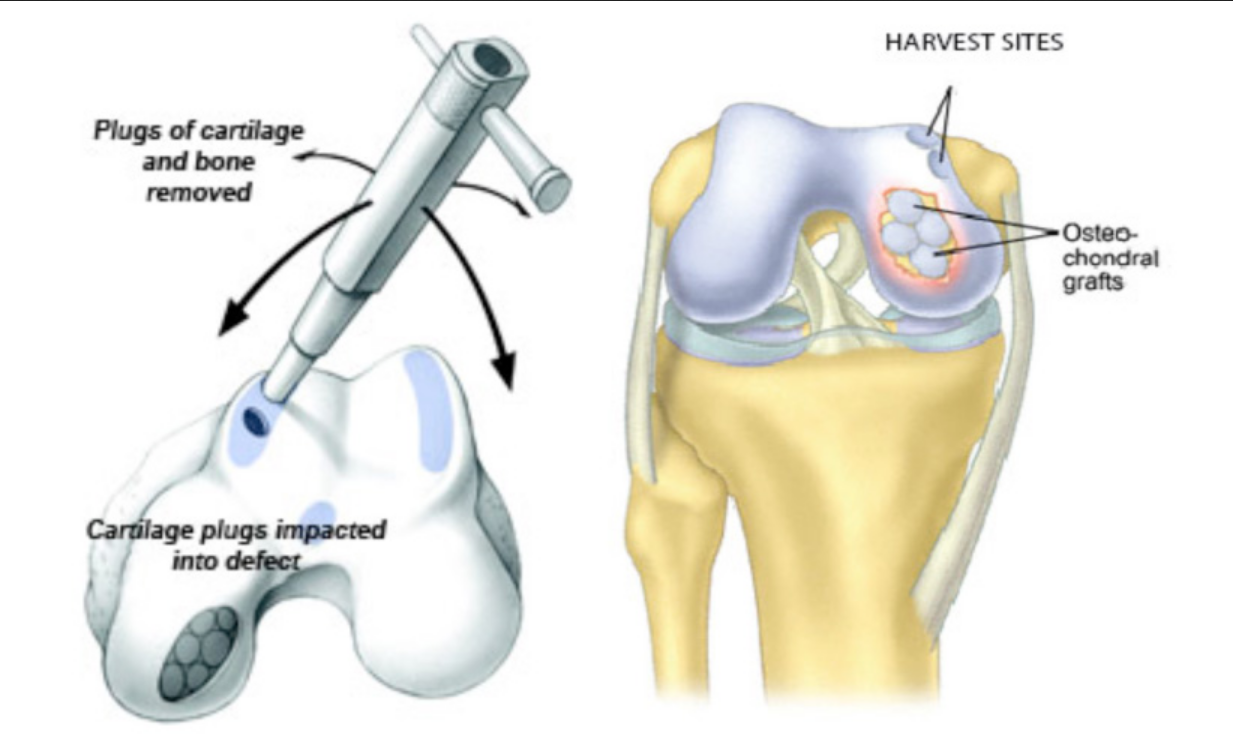 Plugs of cartilage
and bone
removed
Cartilage plugs impacted
into defect
HARVEST SITES
Osteo-
chondral
grafts